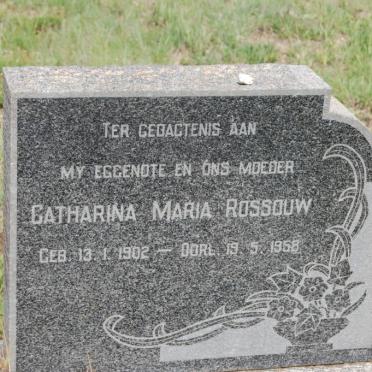 TER GEDAGTENIS AAN
MY EGGENOTE EN ONS MOEDER
CATHARINA MARIA ROSSOUW
GEB. 13. 1. 1902 — OORL. 19. 5. 1958